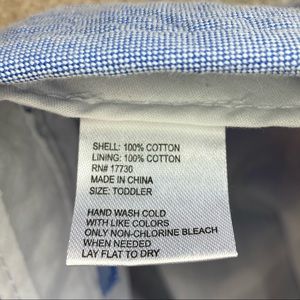 SHELL: 100% COTTON
LINING: 100% COTTON
RN# 17730
MADE IN CHINA
SIZE: TODDLER
HAND WASH COLD
WITH LIKE COLORS
ONLY NON-CHLORINE BLEACH
WHEN NEEDED
LAY FLAT TO DRY